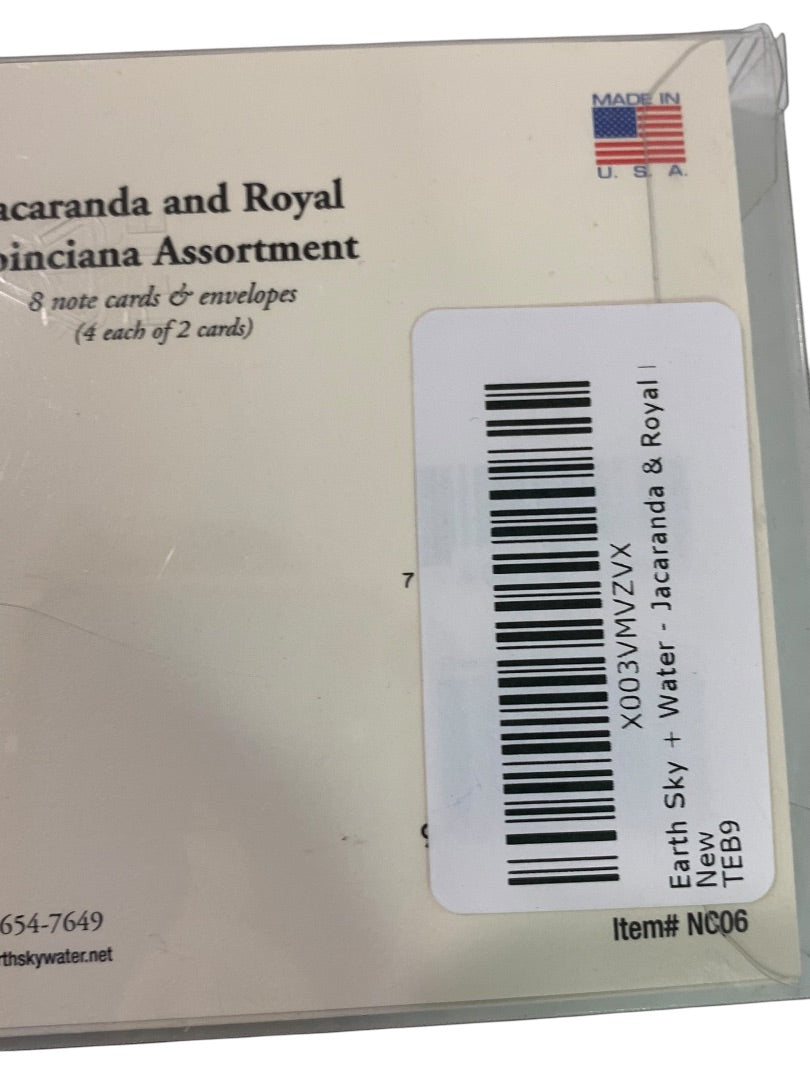 MADE IN
U. S. A.
acaranda and Royal
oinciana Assortment
8 note cards & envelopes
(4 each of 2 cards)
7
X003VMVZVX
Earth Sky + Water - Jacaranda & Royal
New
TEB9
654-7649
rthskywater.net
Item# NC06